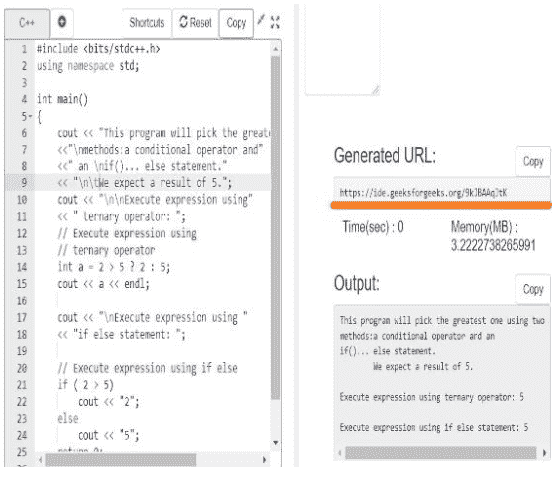 C++
Shortcuts
Reset
Copy
1 #include <bits/stdc++.h>
2 using namespace std;
3
4 int main()
5 {
6 cout << "This program will pick the greate
7 <<"\nmethods:a conditional operator and"
8 <<" an \nif()... else statement."
9 << "\n\tWe expect a result of 5.";
10 cout << "\n\nExecute expression using"
11 << " ternary operator: ";
12 // Execute expression using
13 // ternary operator
14 int a = 2 > 5 ? 2 : 5;
15 cout << a << endl;
16
17 cout << "\nExecute expression using "
18 << "if else statement: ";
19
20 // Execute expression using if else
21 if ( 2 > 5)
22 cout << "2";
23 else
24 cout << "5";
25 return 0;
Generated URL:
Copy
https://ide.geeksforgeeks.org/9kJBAAqJtK
Time(sec) : 0
Memory(MB) :
3.2222738265991
Output:
Copy
This program will pick the greatest one using two
methods:a conditional operator and an
if()... else statement.
We expect a result of 5.
Execute expression using ternary operator: 5
Execute expression using if else statement: 5